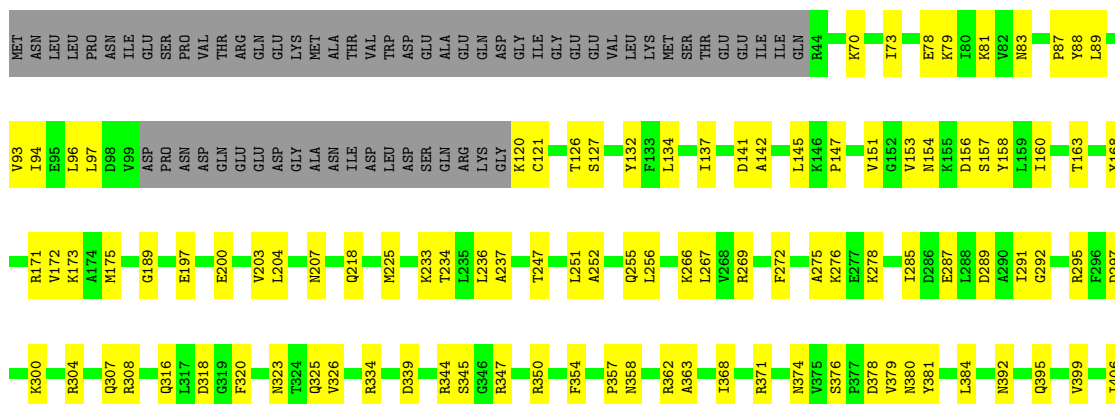 MET ASN LEU LEU PRO ASN ILE GLU SER PRO VAL THR ARG GLN GLU LYS MET ALA THR VAL TRP ASP GLU ALA GLU GLN ASP GLY ILE GLY GLU GLU VAL LEU LYS MET SER THR GLU GLU ILE ILE GLN R44 K70 I73 E78 K79 I80 K81 V82 N83 P87 Y88 L89
V93 I94 E95 L96 L97 D98 V99 ASP PRO ASN ASP GLN GLU GLU ASP GLY ALA ASN ILE ASP LEU ASP SER GLN ARG LYS GLY K120 C121 T126 S127 Y132 F133 L134 I137 D141 A142 L145 K146 P147 V151 G152 V153 N154 K155 D156 S157 Y158 L159 I160 T163 Y168
R171 V172 K173 A174 M175 G189 E197 E200 V203 L204 N207 Q218 M225 K233 T234 L235 L236 A237 T247 L251 A252 Q255 L256 K266 L267 V268 R269 F272 A275 K276 E277 K278 I285 D286 E287 L288 D289 A290 I291 G292 R295 F296
K300 R304 Q307 R308 Q316 L317 D318 G319 F320 N323 T324 Q325 V326 R334 D339 R344 S345 G346 R347 R350 F354 P357 N358 R362 A363 I368 R371 N374 V375 S376 P377 D378 V379 N380 Y381 L384 N392 Q395 V399